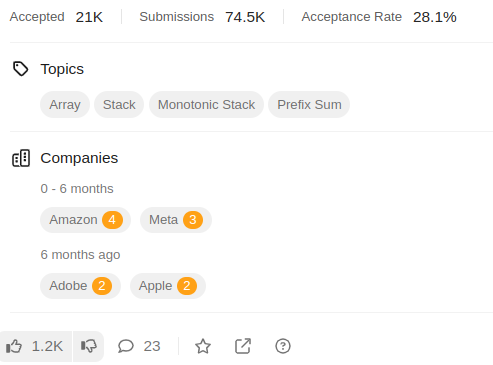 Accepted 21K Submissions 74.5K Acceptance Rate 28.1%
Topics
Array Stack Monotonic Stack Prefix Sum
Companies
0 - 6 months
Amazon 4 Meta 3
6 months ago
Adobe 2 Apple 2
1.2K 23